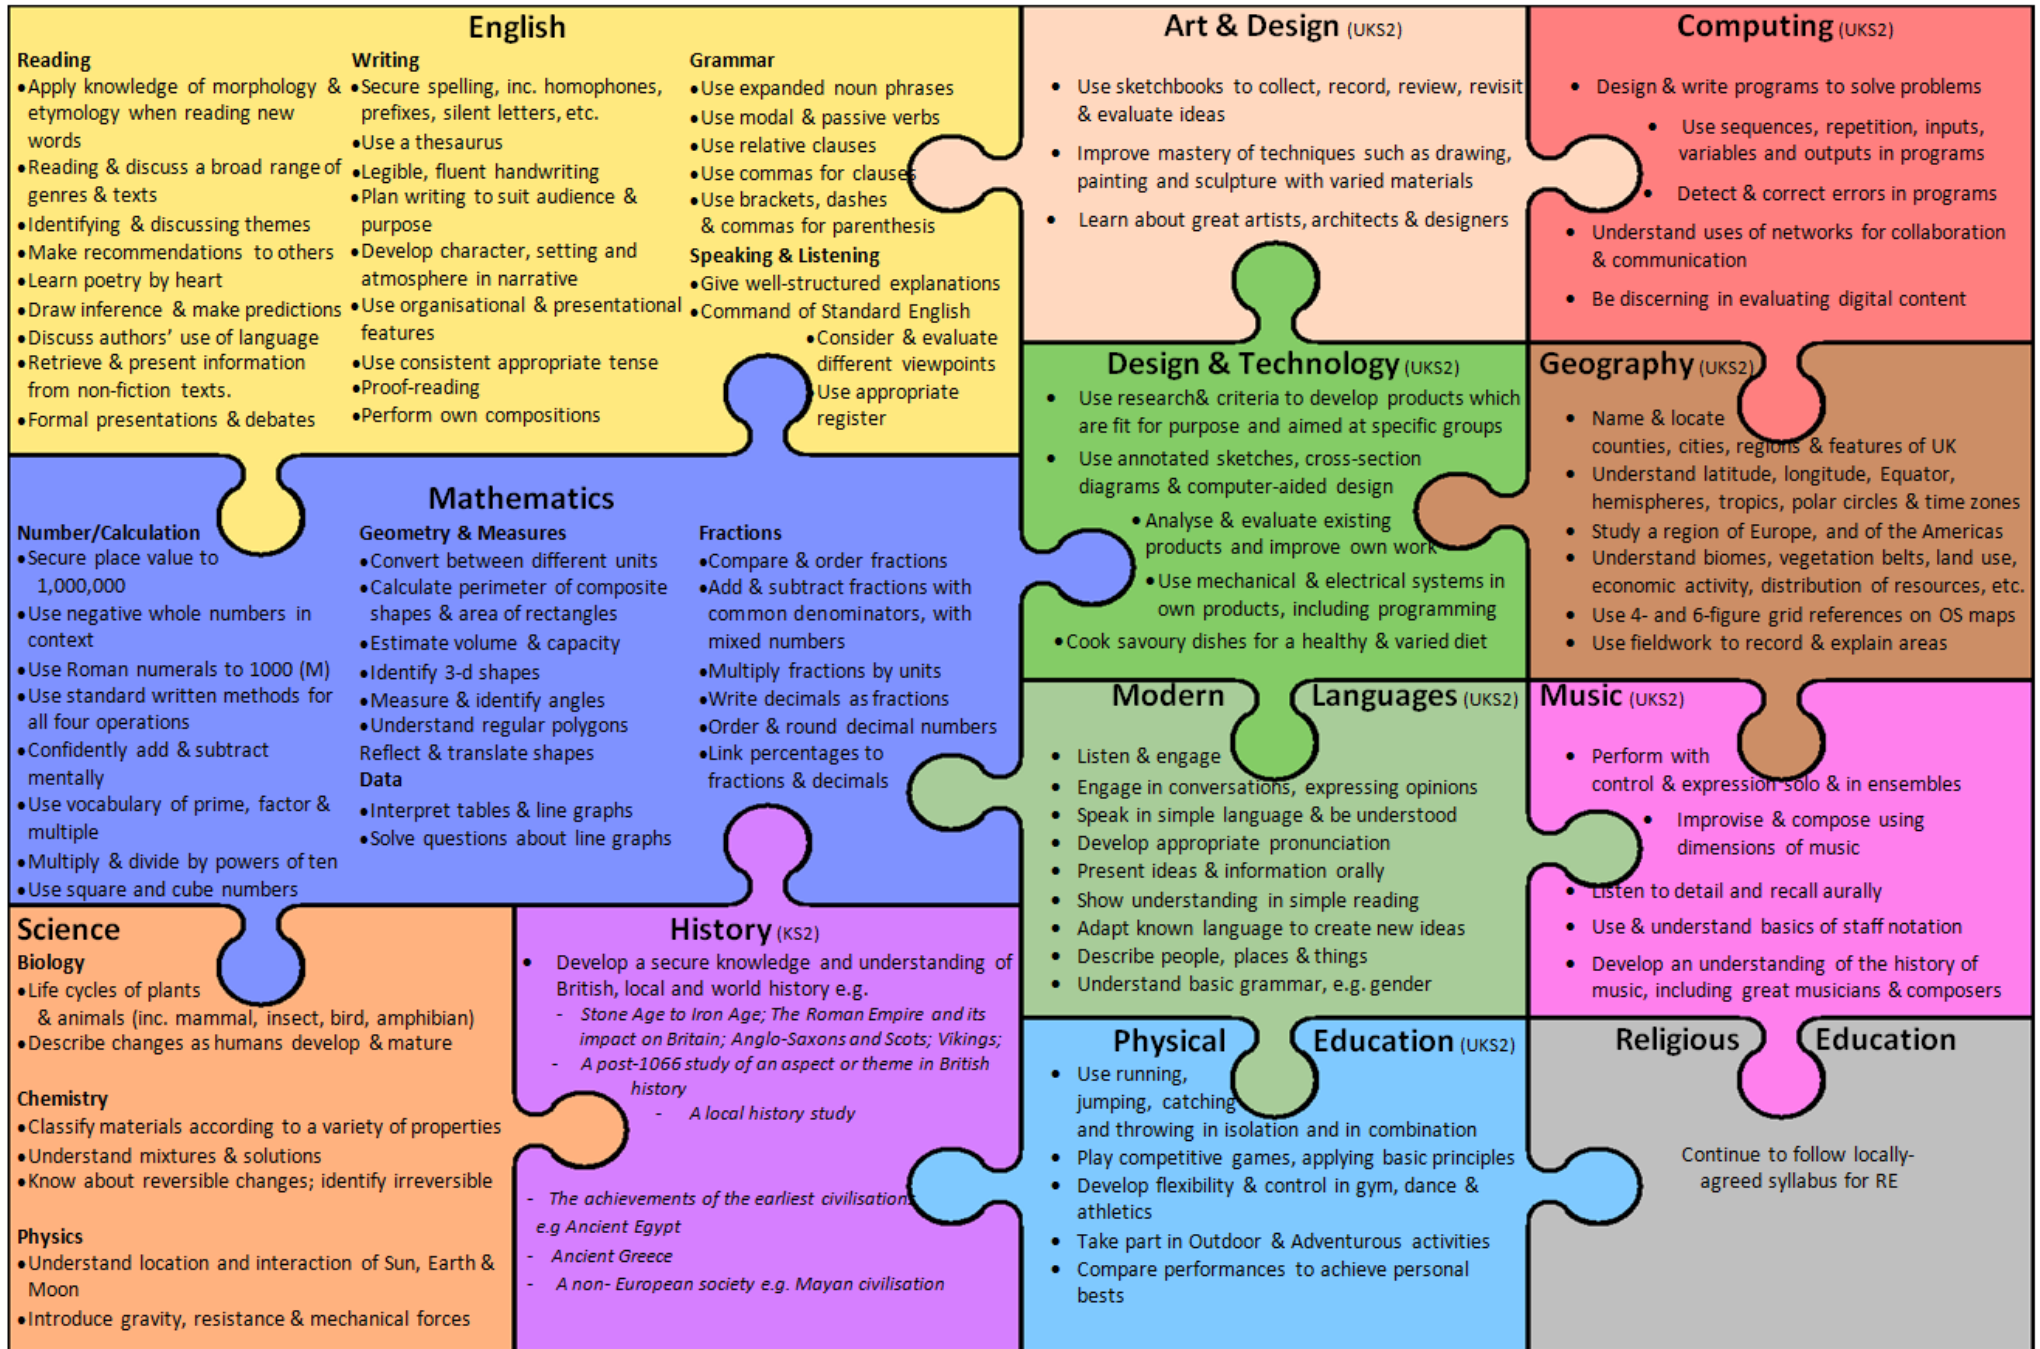 English
Reading
•Apply knowledge of morphology &
etymology when reading new
words
•Reading & discuss a broad range of
genres & texts
•Identifying & discussing themes
•Make recommendations to others
•Learn poetry by heart
•Draw inference & make predictions
•Discuss authors' use of language
•Retrieve & present information
from non-fiction texts.
•Formal presentations & debates
Writing
•Secure spelling, inc. homophones,
prefixes, silent letters, etc.
•Use a thesaurus
•Legible, fluent handwriting
•Plan writing to suit audience &
purpose
•Develop character, setting and
atmosphere in narrative
•Use organisational & presentational
features
•Use consistent appropriate tense
•Proof-reading
•Perform own compositions
Grammar
•Use expanded noun phrases
•Use modal & passive verbs
•Use relative clauses
•Use commas for clauses
•Use brackets, dashes
& commas for parenthesis
Speaking & Listening
•Give well-structured explanations
•Command of Standard English
•Consider & evaluate
different viewpoints
Use appropriate
register
Art & Design (UKS2)
• Use sketchbooks to collect, record, review, revisit
& evaluate ideas
• Improve mastery of techniques such as drawing,
painting and sculpture with varied materials
• Learn about great artists, architects & designers
Computing (UKS2)
• Design & write programs to solve problems
• Use sequences, repetition, inputs,
variables and outputs in programs
• Detect & correct errors in programs
• Understand uses of networks for collaboration
& communication
• Be discerning in evaluating digital content
Mathematics
Number/Calculation
•Secure place value to
1,000,000
•Use negative whole numbers in
context
•Use Roman numerals to 1000 (M)
•Use standard written methods for
all four operations
•Confidently add & subtract
mentally
•Use vocabulary of prime, factor &
multiple
•Multiply & divide by powers of ten
•Use square and cube numbers
Geometry & Measures
•Convert between different units
•Calculate perimeter of composite
shapes & area of rectangles
•Estimate volume & capacity
•Identify 3-d shapes
•Measure & identify angles
•Understand regular polygons
Reflect & translate shapes
Data
•Interpret tables & line graphs
•Solve questions about line graphs
Fractions
•Compare & order fractions
•Add & subtract fractions with
common denominators, with
mixed numbers
•Multiply fractions by units
•Write decimals as fractions
•Order & round decimal numbers
•Link percentages to
fractions & decimals
Design & Technology (UKS2)
• Use research& criteria to develop products which
are fit for purpose and aimed at specific groups
• Use annotated sketches, cross-section
diagrams & computer-aided design
•Analyse & evaluate existing
products and improve own work
•Use mechanical & electrical systems in
own products, including programming
•Cook savoury dishes for a healthy & varied diet
Geography (UKS2)
• Name & locate
counties, cities, regions & features of UK
• Understand latitude, longitude, Equator,
hemispheres, tropics, polar circles & time zones
• Study a region of Europe, and of the Americas
• Understand biomes, vegetation belts, land use,
economic activity, distribution of resources, etc.
• Use 4- and 6-figure grid references on OS maps
• Use fieldwork to record & explain areas
Modern Languages (UKS2)
• Listen & engage
• Engage in conversations, expressing opinions
• Speak in simple language & be understood
• Develop appropriate pronunciation
• Present ideas & information orally
• Show understanding in simple reading
• Adapt known language to create new ideas
• Describe people, places & things
• Understand basic grammar, e.g. gender
Music (UKS2)
• Perform with
control & expression solo & in ensembles
• Improvise & compose using
dimensions of music
• Listen to detail and recall aurally
• Use & understand basics of staff notation
• Develop an understanding of the history of
music, including great musicians & composers
Science
Biology
•Life cycles of plants
& animals (inc. mammal, insect, bird, amphibian)
•Describe changes as humans develop & mature
Chemistry
•Classify materials according to a variety of properties
•Understand mixtures & solutions
•Know about reversible changes; identify irreversible
Physics
•Understand location and interaction of Sun, Earth &
Moon
•Introduce gravity, resistance & mechanical forces
History (KS2)
• Develop a secure knowledge and understanding of
British, local and world history e.g.
- Stone Age to Iron Age; The Roman Empire and its
impact on Britain; Anglo-Saxons and Scots; Vikings;
- A post-1066 study of an aspect or theme in British
history
- A local history study
- The achievements of the earliest civilisations
e.g Ancient Egypt
- Ancient Greece
- A non- European society e.g. Mayan civilisation
Physical Education (UKS2)
• Use running,
jumping, catching
and throwing in isolation and in combination
• Play competitive games, applying basic principles
• Develop flexibility & control in gym, dance &
athletics
• Take part in Outdoor & Adventurous activities
• Compare performances to achieve personal
bests
Religious Education
Continue to follow locally-
agreed syllabus for RE